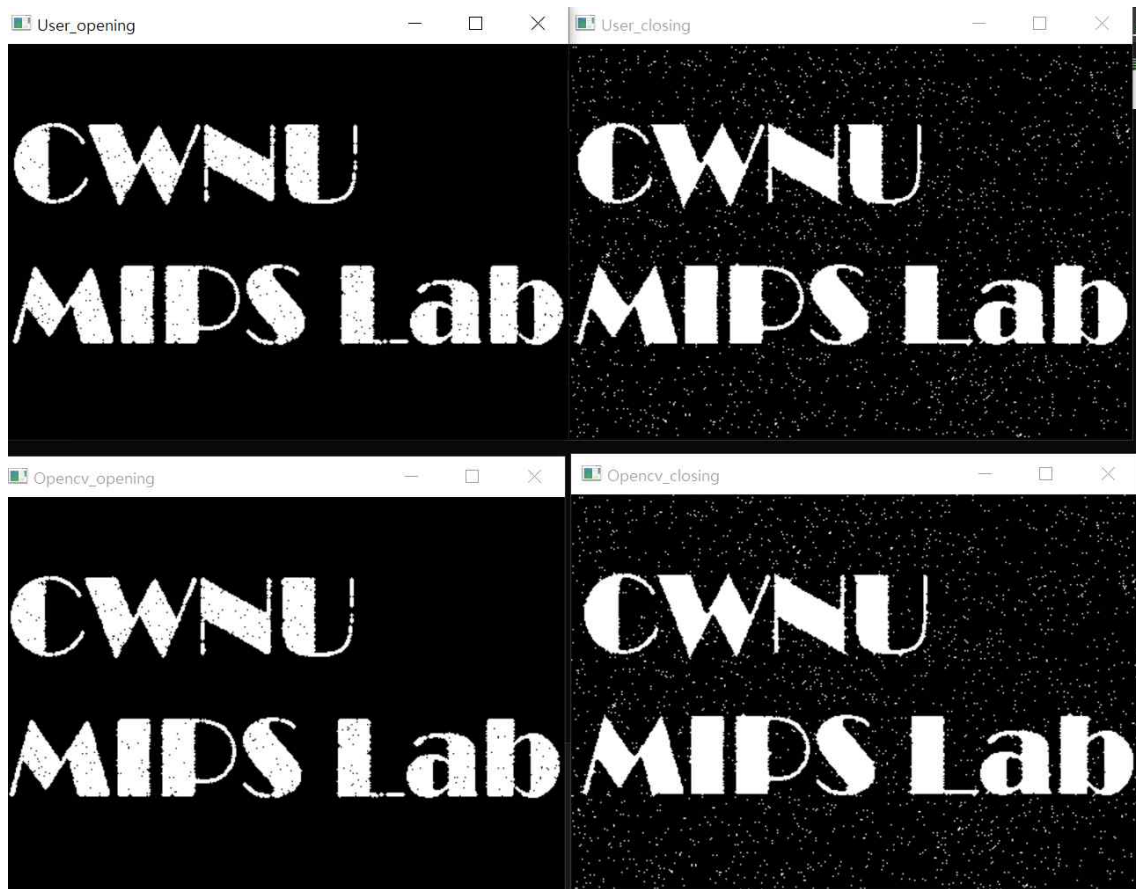 User_opening
CWNU
MIPS Lab
User_closing
CWNU
MIPS Lab
Opencv_opening
CWNU
MIPS Lab
Opencv_closing
CWNU
MIPS Lab